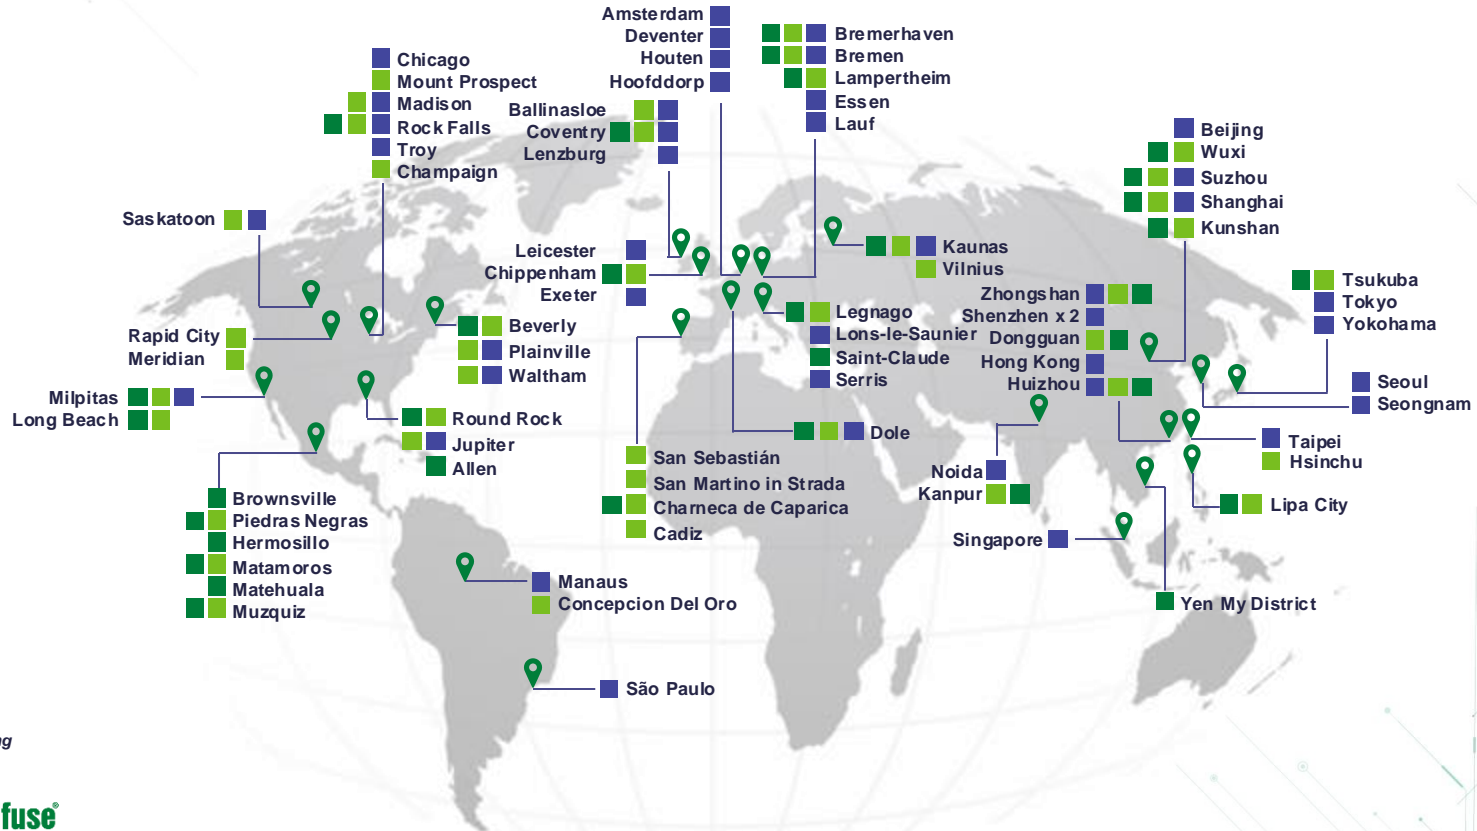 Amsterdam
Deventer
Houten
Hoofddorp
Bremerhaven
Bremen
Lampertheim
Essen
Lauf
Chicago
Mount Prospect
Madison
Rock Falls
Troy
Champaign
Ballinasloe
Coventry
Lenzburg
Beijing
Wuxi
Suzhou
Shanghai
Kunshan
Saskatoon
Leicester
Chippenham
Exeter
Kaunas
Vilnius
Tsukuba
Tokyo
Yokohama
Zhongshan
Shenzhen x 2
Dongguan
Hong Kong
Huizhou
Rapid City
Meridian
Beverly
Plainville
Waltham
Legnago
Lons-le-Saunier
Saint-Claude
Serris
Seoul
Seongnam
Milpitas
Long Beach
Round Rock
Jupiter
Allen
Dole
Taipei
Hsinchu
San Sebastián
San Martino in Strada
Charneca de Caparica
Cadiz
Noida
Kanpur
Lipa City
Brownsville
Piedras Negras
Hermosillo
Matamoros
Matehuala
Muzquiz
Singapore
Manaus
Concepcion Del Oro
Yen My District
São Paulo
fuse®